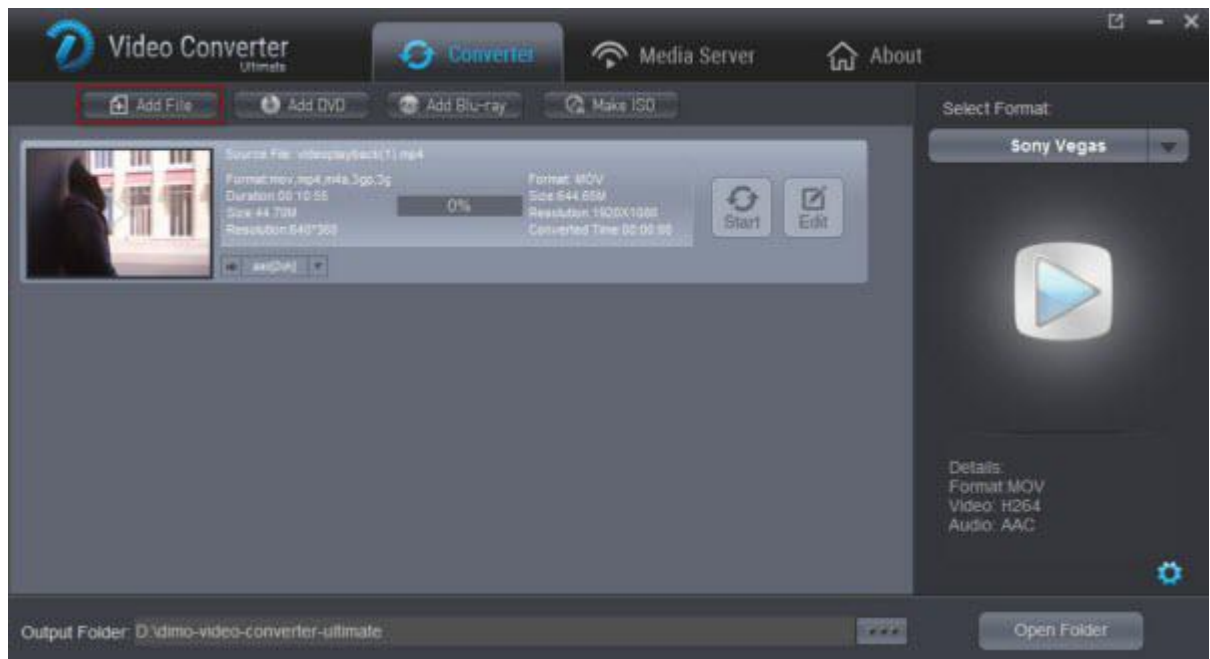 Video Converter
Ultimate
Converter
Media Server
About
Add File
Add DVD
Add Blu-ray
Make ISO
Select Format:
Sony Vegas
Source File: videoplayback(1).mp4
Format:mov,mp4,m4a,3gp,3g
Duration:00:10:55
Size:44.79M
Resolution:640*360
0%
Format: MOV
Size:644.65M
Resolution:1920X1080
Converted Time:00:00:00
Start
Edit
Details:
Format:MOV
Video: H264
Audio: AAC
Output Folder: D:\dimo-video-converter-ultimate
Open Folder